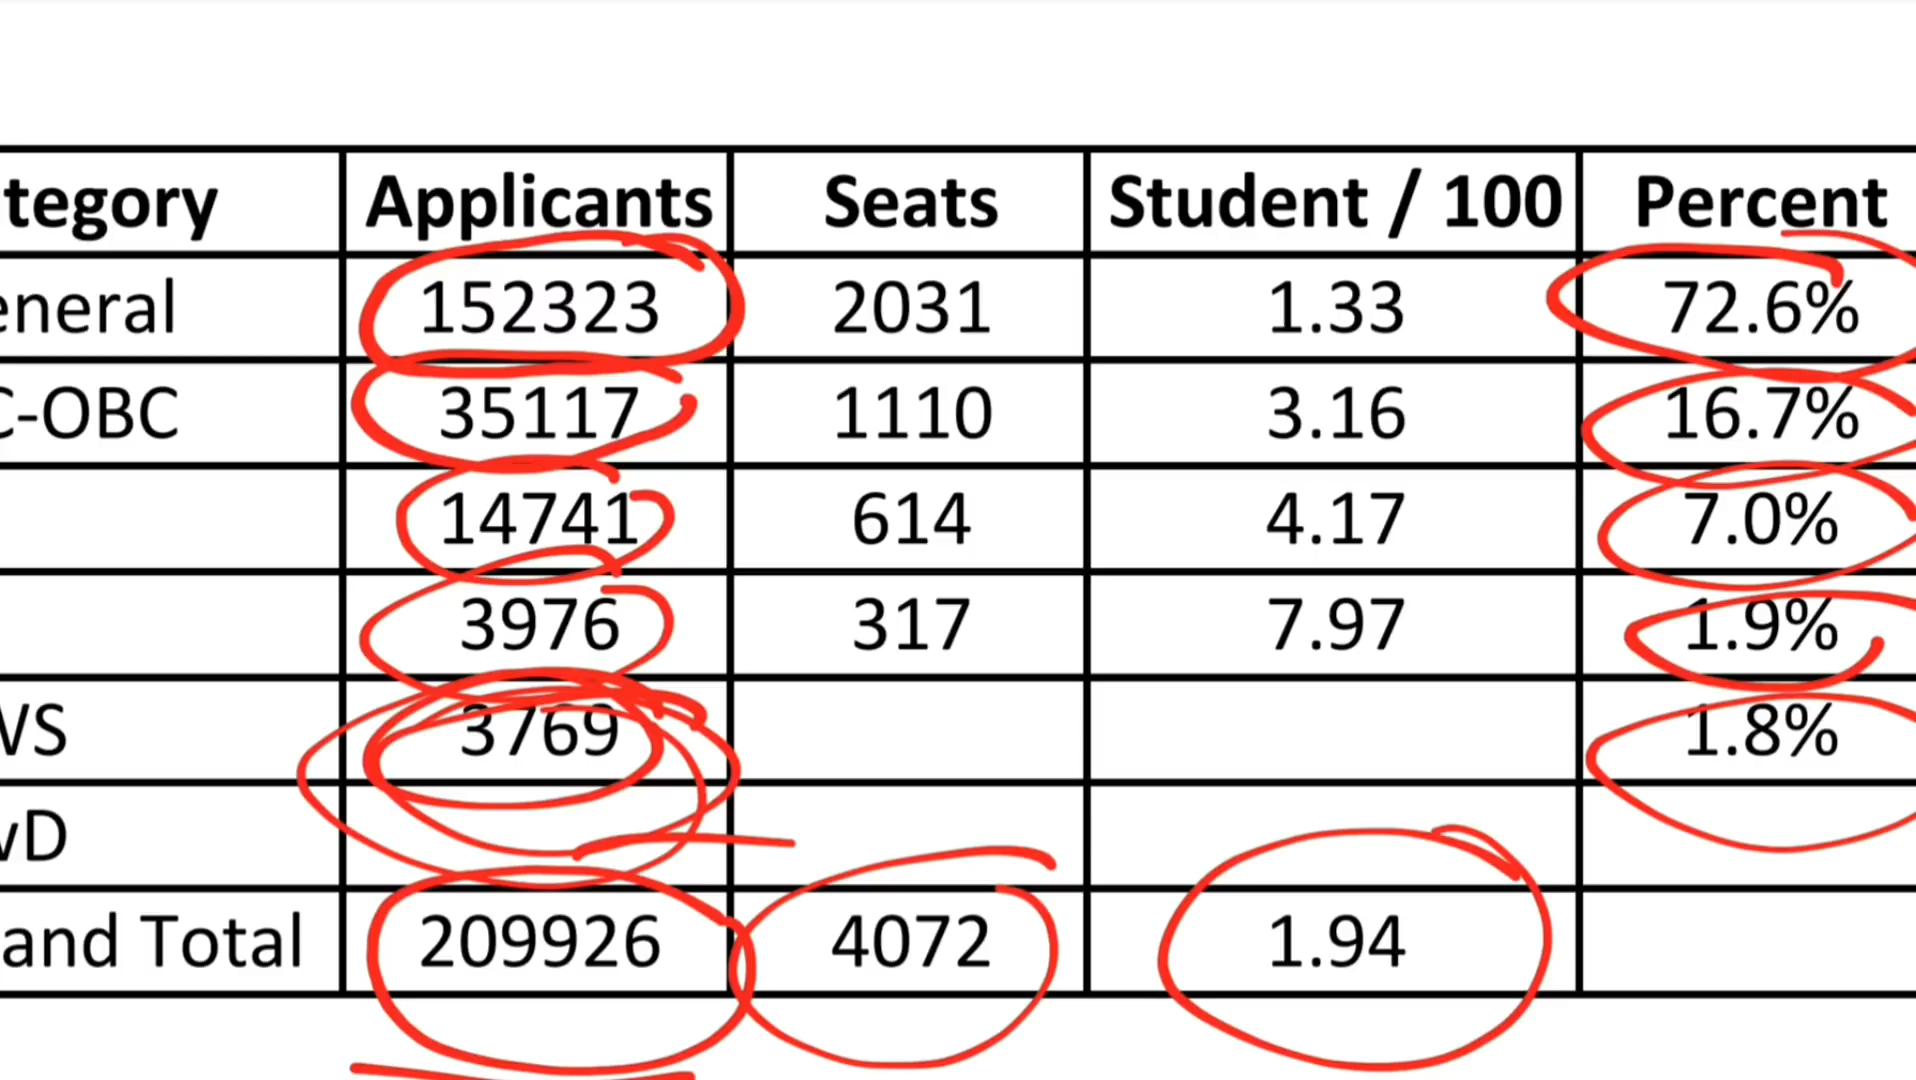 tegory Applicants Seats Student / 100 Percent
eneral 152323 2031 1.33 72.6%
C-OBC 35117 1110 3.16 16.7%
14741 614 4.17 7.0%
3976 317 7.97 1.9%
WS 3769 1.8%
wD
and Total 209926 4072 1.94